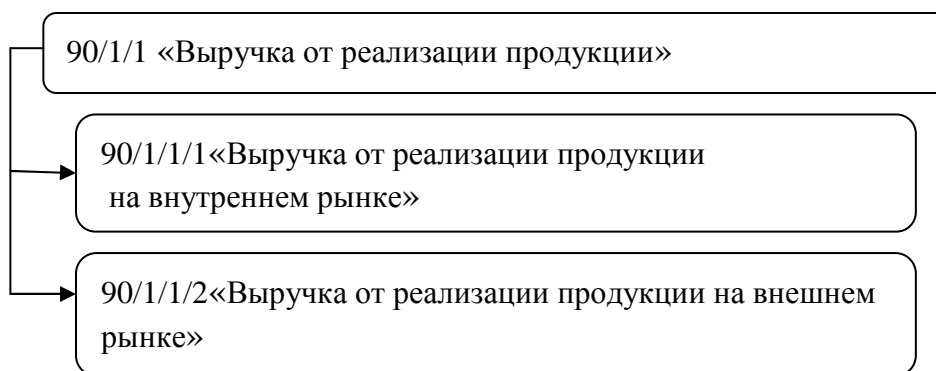 90/1/1 «Выручка от реализации продукции»
90/1/1/1«Выручка от реализации продукции
на внутреннем рынке»
90/1/1/2«Выручка от реализации продукции на внешнем
рынке»